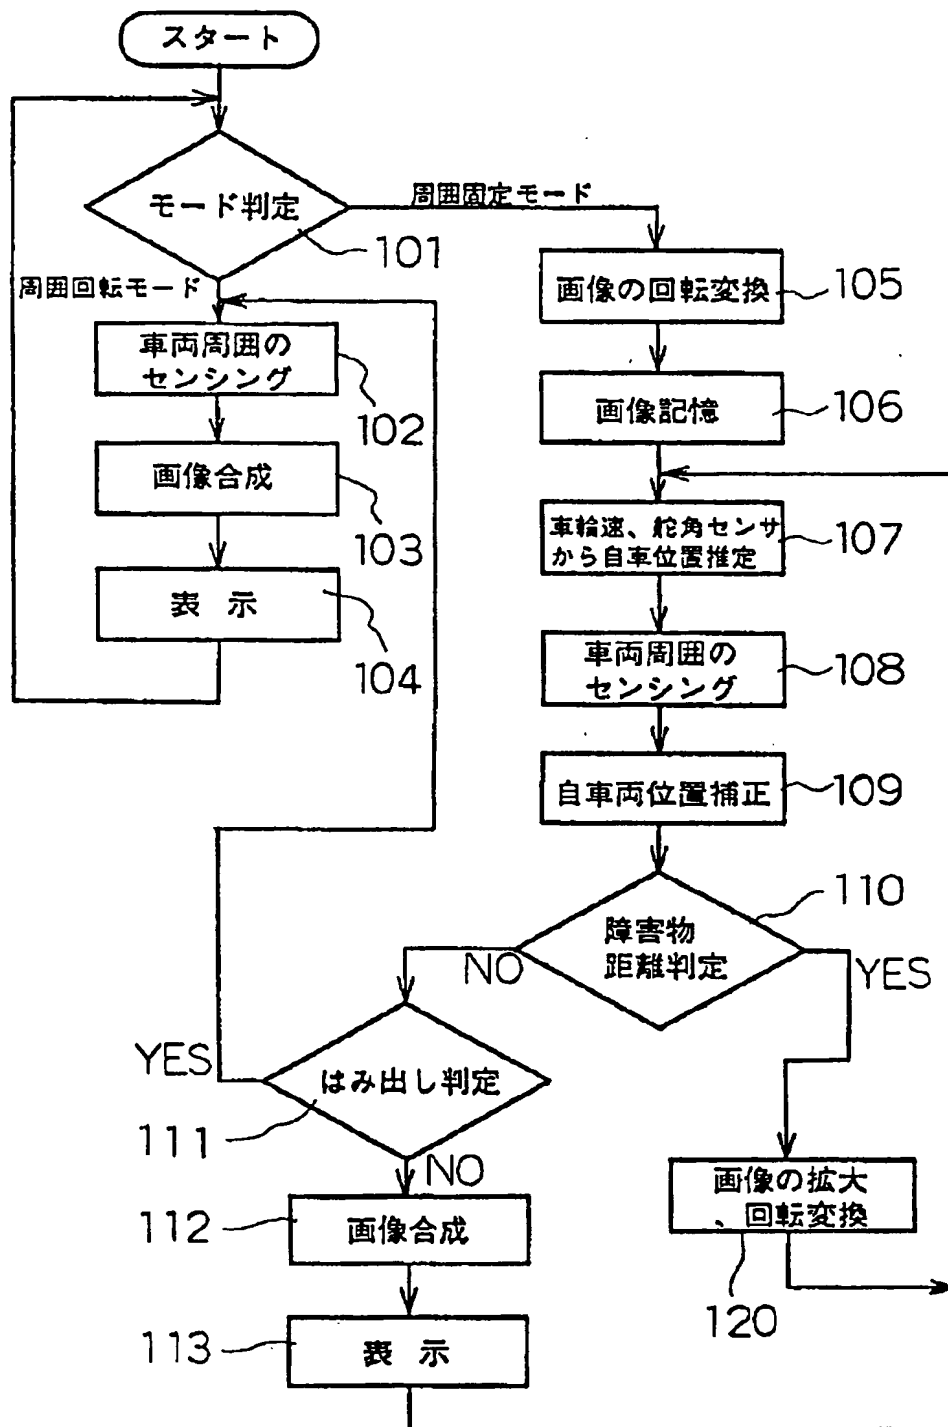 スタート
モード判定
101
周囲固定モード
周囲回転モード
車両周囲の
センシング
102
画像合成
103
表 示
104
画像の回転変換
105
画像記憶
106
車輪速、舵角センサ
から自車位置推定
107
車両周囲の
センシング
108
自車両位置補正
109
障害物
距離判定
110
NO
YES
はみ出し判定
111
YES
NO
画像合成
112
表 示
113
画像の拡大
、回転変換
120